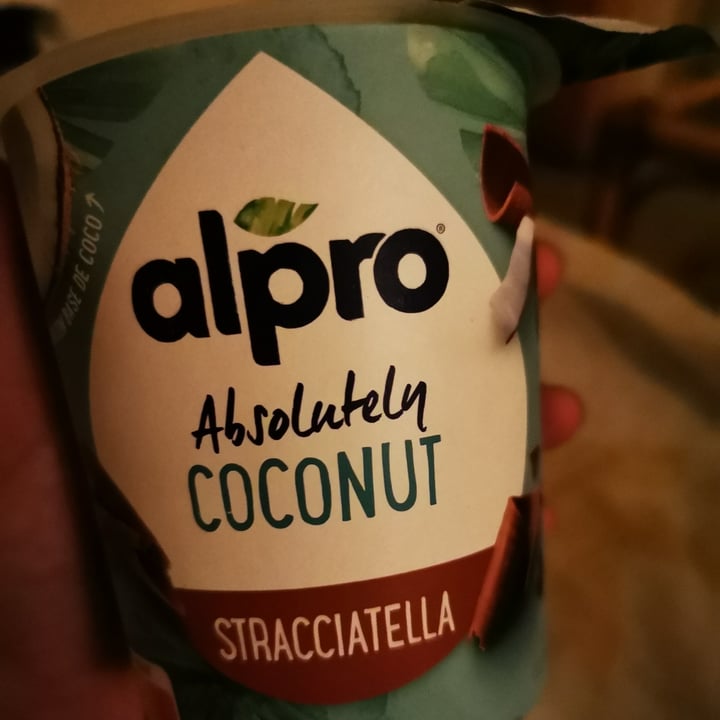 alpro®
Absolutely
COCONUT
STRACCIATELLA
BASE DE COCO